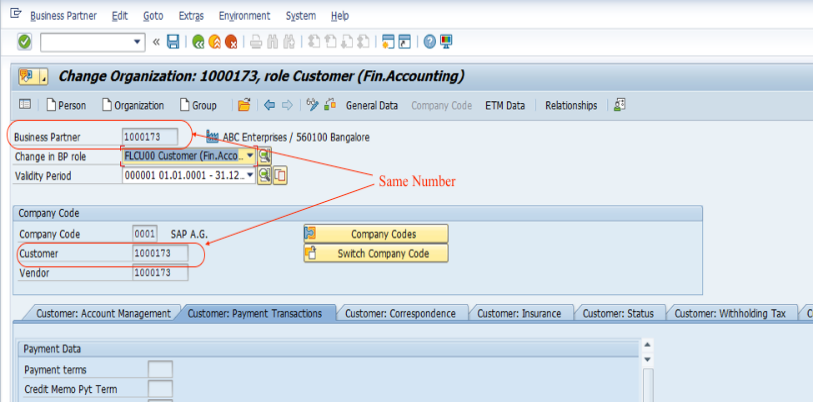 Business Partner Edit Goto Extras Environment System Help
Change Organization: 1000173, role Customer (Fin.Accounting)
Person Organization Group General Data Company Code ETM Data Relationships
Business Partner 1000173 ABC Enterprises / 560100 Bangalore
Change in BP role FLCU00 Customer (Fin.Acco...
Validity Period 000001 01.01.0001 - 31.12...
Same Number
Company Code
Company Code 0001 SAP A.G. Company Codes
Customer 1000173 Switch Company Code
Vendor 1000173
Customer: Account Management Customer: Payment Transactions Customer: Correspondence Customer: Insurance Customer: Status Customer: Withholding Tax C
Payment Data
Payment terms
Credit Memo Pyt Term